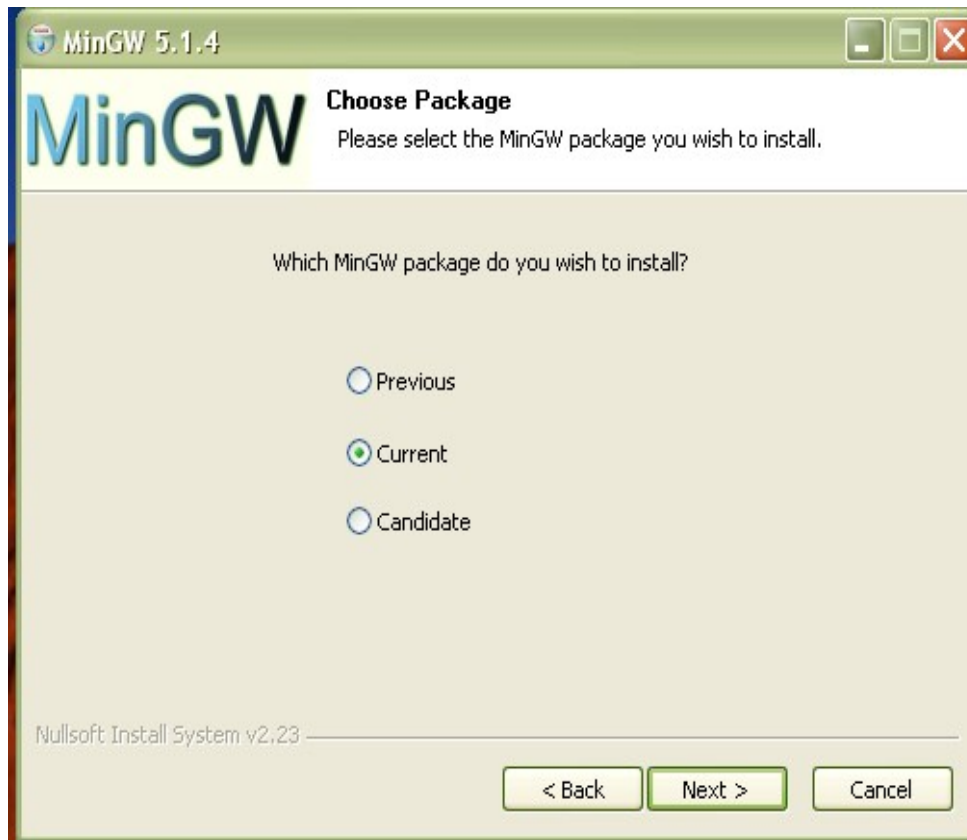 MinGW 5.1.4
MinGW
Choose Package
Please select the MinGW package you wish to install.
Which MinGW package do you wish to install?
Previous
Current
Candidate
Nullsoft Install System v2.23
< Back
Next >
Cancel